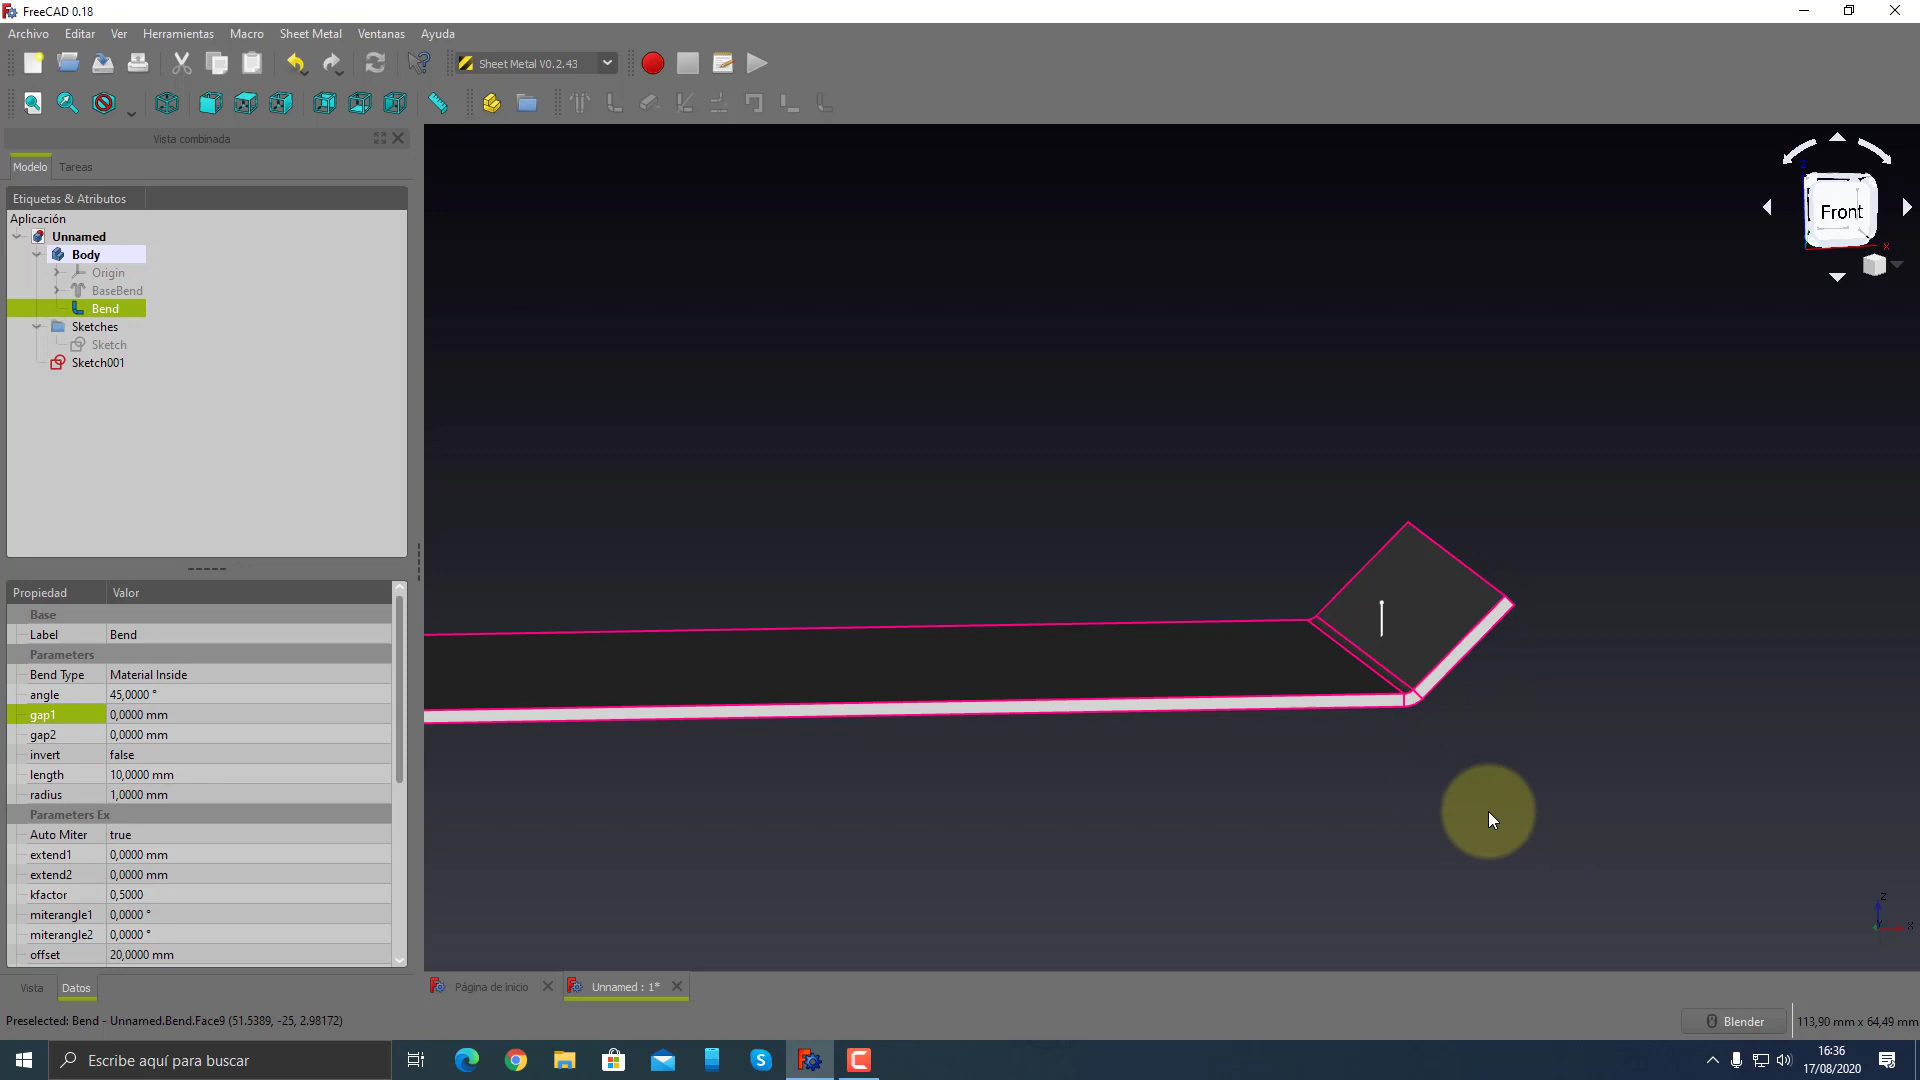 FreeCAD 0.18
Archivo Editar Ver Herramientas Macro Sheet Metal Ventanas Ayuda
Sheet Metal V0.2.43
Vista combinada
Modelo Tareas
Etiquetas & Atributos
Aplicación
Unnamed
Body
Origin
BaseBend
Bend
Sketches
Sketch
Sketch001
Front
Z
X
Propiedad Valor
Base
Label Bend
Parameters
Bend Type Material Inside
angle 45,0000 °
gap1 0,0000 mm
gap2 0,0000 mm
invert false
length 10,0000 mm
radius 1,0000 mm
Parameters Ex
Auto Miter true
extend1 0,0000 mm
extend2 0,0000 mm
kfactor 0,5000
miterangle1 0,0000 °
miterangle2 0,0000 °
offset 20,0000 mm
Z
Y
X
Vista Datos
Página de inicio
Unnamed : 1*
Preselected: Bend - Unnamed.Bend.Face9 (51.5389, -25, 2.98172)
Blender
113,90 mm x 64,49 mm
Escribe aquí para buscar
16:36
17/08/2020